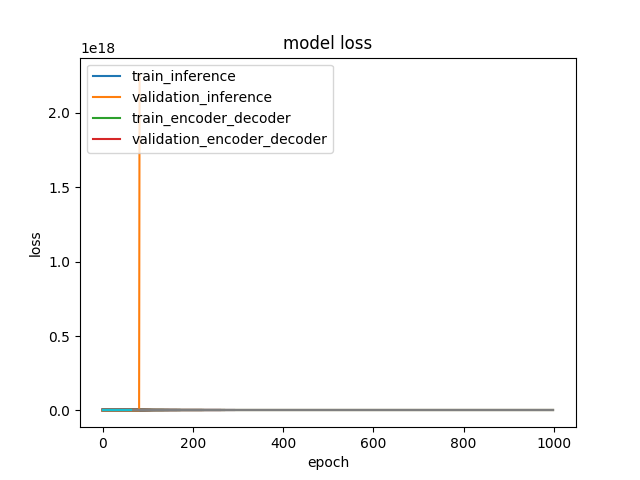 model loss
1e18
train_inference
validation_inference
train_encoder_decoder
validation_encoder_decoder
2.0
1.5
1.0
0.5
0.0
loss
0 200 400 600 800 1000
epoch